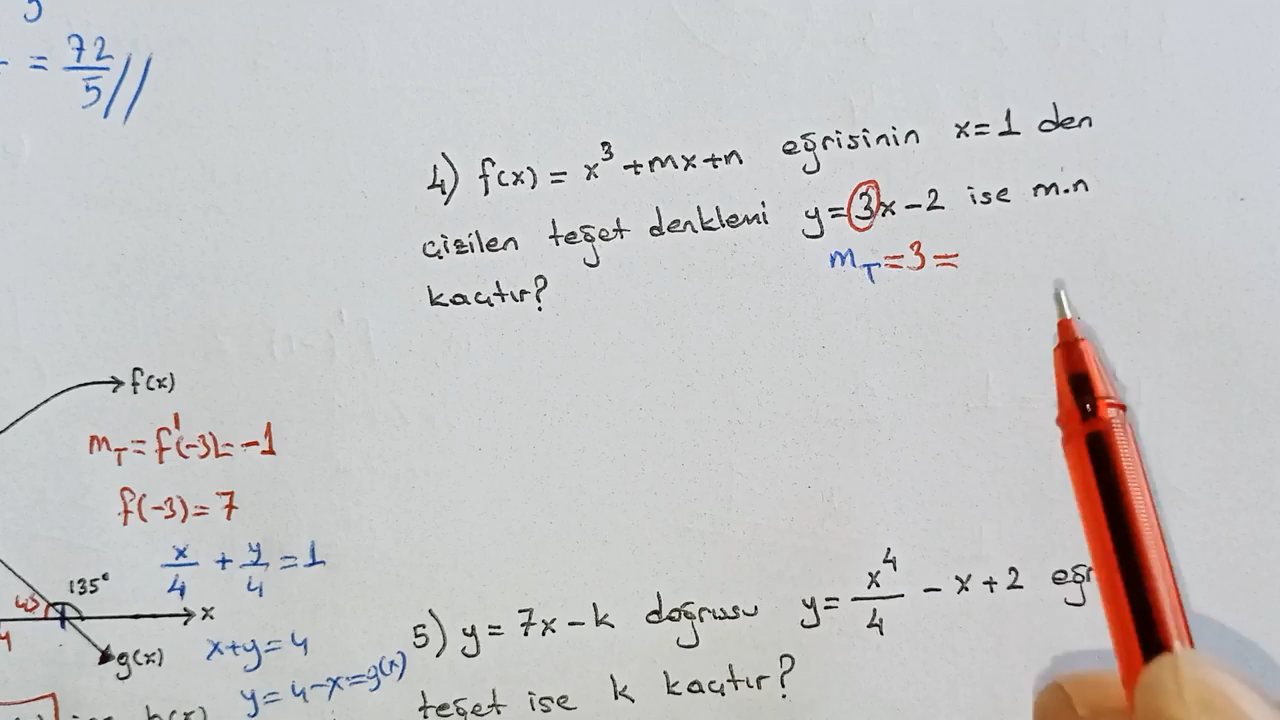 = 72/5 //
4) f(x) = x³ + mx + n eğrisinin x = 1 den
çizilen teğet denklemi y = 3x - 2 ise m.n
m_T = 3 =
kaçtır?
f(x)
m_T = f'(-3) = -1
f(-3) = 7
x/4 + y/4 = 1
135°
45
x
4
g(x)
x + y = 4
y = 4 - x = g(x)
5) y = 7x - k doğrusu y = x⁴/4 - x + 2
teğet ise k kaçtır?